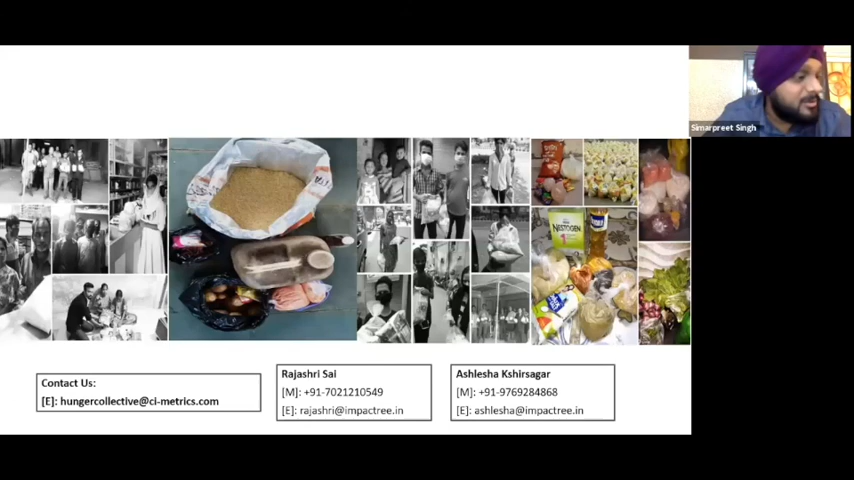 Simarpreet Singh
NESTOGEN
1
Contact Us:
[E]: hungercollective@ci-metrics.com
Rajashri Sai
[M]: +91-7021210549
[E]: rajashri@impactree.in
Ashlesha Kshirsagar
[M]: +91-9769284868
[E]: ashlesha@impactree.in